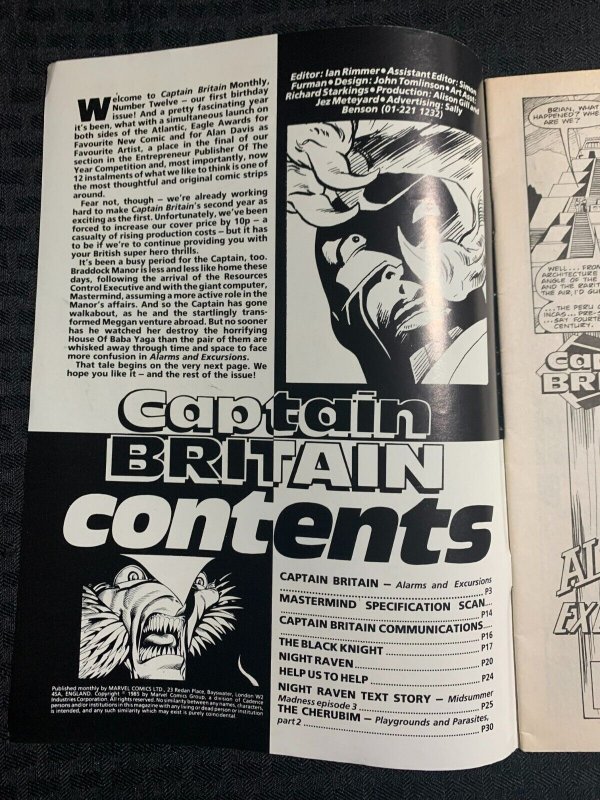 Welcome to Captain Britain Monthly,
Number Twelve – our first birthday
issue! And a pretty fascinating year
it's been, what with a simultaneous launch on
both sides of the Atlantic, Eagle Awards for
Favourite New Comic and for Alan Davis as
Favourite Artist, a place in the final of our
section in the Entrepreneur Publisher Of The
Year Competition and, most importantly, now
12 instalments of what we like to think is one of
the most thoughtful and original comic strips
around.
Fear not, though – we're already working
hard to make Captain Britain's second year as
exciting as the first. Unfortunately, we've been
forced to increase our cover price by 10p – a
casualty of rising production costs – but it has
to be if we're to continue providing you with
your British super hero thrills.
It's been a busy period for the Captain, too.
Braddock Manor is less and less like home these
days, following the arrival of the Resources
Control Executive and with the giant computer,
Mastermind, assuming a more active role in the
Manor's affairs. And so the Captain has gone
walkabout, as he and the startlingly trans-
formed Meggan venture abroad. But no sooner
has he watched her destroy the horrifying
House Of Baba Yaga than the pair of them are
whisked away through time and space to face
more confusion in Alarms and Excursions.
That tale begins on the very next page. We
hope you like it – and the rest of the issue!
Editor: Ian Rimmer • Assistant Editor: Simon
Furman • Design: John Tomlinson • Art Asst:
Richard Starkings • Production: Alison Gill and
Jez Meteyard • Advertising: Sally
Benson (01-221 1232)
Captain
BRITAIN
contents
CAPTAIN BRITAIN – Alarms and Excursions
P3
MASTERMIND SPECIFICATION SCAN...
P14
CAPTAIN BRITAIN COMMUNICATIONS...
P16
THE BLACK KNIGHT P17
NIGHT RAVEN P20
HELP US TO HELP P24
NIGHT RAVEN TEXT STORY – Midsummer
Madness episode 3 P25
THE CHERUBIM – Playgrounds and Parasites,
part 2 P30
Published monthly by MARVEL COMICS LTD., 23 Redan Place, Bayswater, London W2
4SA, ENGLAND. Copyright © 1985 by Marvel Comics Group, a division of Cadence
Industries Corporation. All rights reserved. No similarity between any names, characters,
persons and/or institutions in this magazine with any living or dead person or institution
is intended, and any such similarity which may exist is purely coincidental.
BRIAN, WHAT
HAPPENED?
ARE WE?
WELL... FROM
ARCHITECTURE
ANGLE OF THE
AND THE
THE AIR, I'D
...THE PERU
INCAS... PRE-
...SAY
CENTURY.
Cap
BR
AL
EX